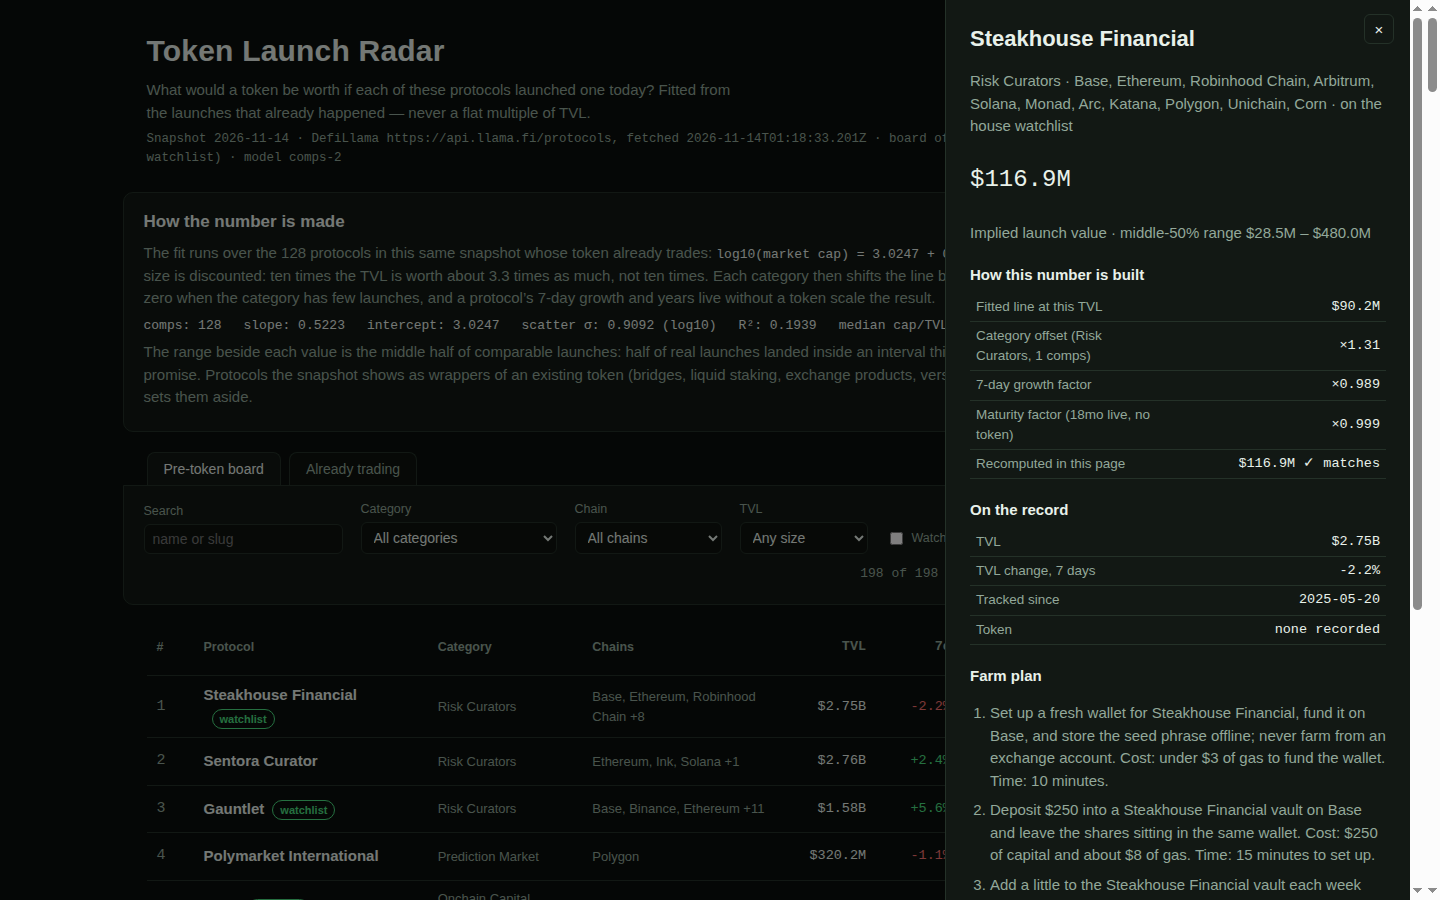 Token Launch Radar
What would a token be worth if each of these protocols launched one today? Fitted from
the launches that already happened — never a flat multiple of TVL.
Snapshot 2026-11-14 · DefiLlama https://api.llama.fi/protocols, fetched 2026-11-14T01:18:33.201Z · board of
watchlist) · model comps-2
How the number is made
The fit runs over the 128 protocols in this same snapshot whose token already trades: log10(market cap) = 3.0247 +
size is discounted: ten times the TVL is worth about 3.3 times as much, not ten times. Each category then shifts the line
zero when the category has few launches, and a protocol's 7-day growth and years live without a token scale the result.
comps: 128 slope: 0.5223 intercept: 3.0247 scatter σ: 0.9092 (log10) R²: 0.1939 median cap/TVL
The range beside each value is the middle half of comparable launches: half of real launches landed inside an interval
promise. Protocols the snapshot shows as wrappers of an existing token (bridges, liquid staking, exchange products,
sets them aside.
Pre-token board
Already trading
Search
Category
Chain
TVL
name or slug
All categories
All chains
Any size
Watch
198 of 198
# Protocol Category Chains TVL
1 Steakhouse Financial watchlist Risk Curators Base, Ethereum, Robinhood Chain +8 $2.75B -2.2%
2 Sentora Curator Risk Curators Ethereum, Ink, Solana +1 $2.76B +2.4%
3 Gauntlet watchlist Risk Curators Base, Binance, Ethereum +11 $1.58B +5.6%
4 Polymarket International Prediction Market Polygon $320.2M -1.1%
Onchain Capital
Steakhouse Financial
×
Risk Curators · Base, Ethereum, Robinhood Chain, Arbitrum,
Solana, Monad, Arc, Katana, Polygon, Unichain, Corn · on the
house watchlist
$116.9M
Implied launch value · middle-50% range $28.5M – $480.0M
How this number is built
Fitted line at this TVL $90.2M
Category offset (Risk
Curators, 1 comps) ×1.31
7-day growth factor ×0.989
Maturity factor (18mo live, no
token) ×0.999
Recomputed in this page $116.9M ✓ matches
On the record
TVL $2.75B
TVL change, 7 days -2.2%
Tracked since 2025-05-20
Token none recorded
Farm plan
1. Set up a fresh wallet for Steakhouse Financial, fund it on
Base, and store the seed phrase offline; never farm from an
exchange account. Cost: under $3 of gas to fund the wallet.
Time: 10 minutes.
2. Deposit $250 into a Steakhouse Financial vault on Base
and leave the shares sitting in the same wallet. Cost: $250
of capital and about $8 of gas. Time: 15 minutes to set up.
3. Add a little to the Steakhouse Financial vault each week